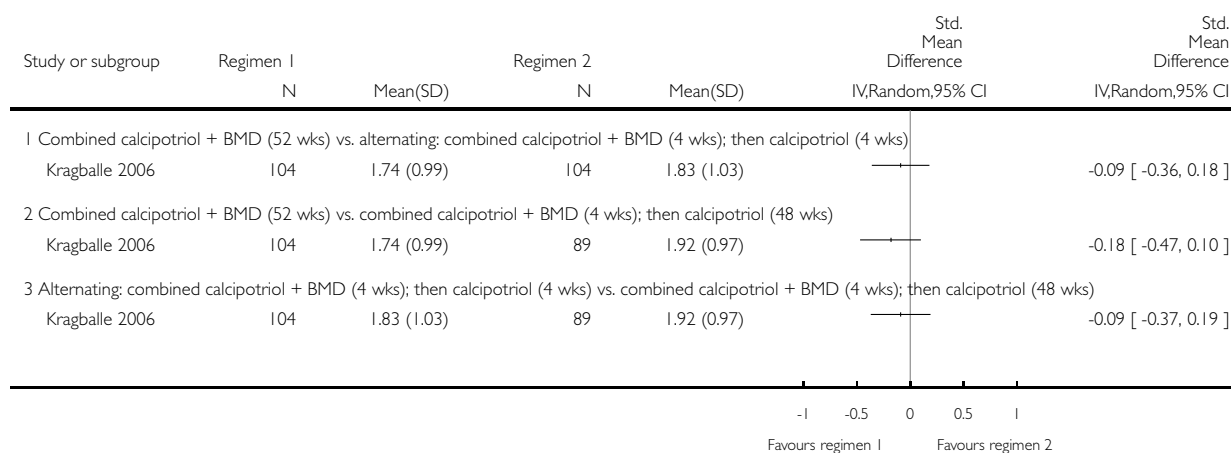 Study or subgroup Regimen 1 Regimen 2 Std. Mean Difference Std. Mean Difference
N Mean(SD) N Mean(SD) IV,Random,95% CI IV,Random,95% CI
1 Combined calcipotriol + BMD (52 wks) vs. alternating: combined calcipotriol + BMD (4 wks); then calcipotriol (4 wks)
Kragballe 2006 104 1.74 (0.99) 104 1.83 (1.03) -0.09 [ -0.36, 0.18 ]
2 Combined calcipotriol + BMD (52 wks) vs. combined calcipotriol + BMD (4 wks); then calcipotriol (48 wks)
Kragballe 2006 104 1.74 (0.99) 89 1.92 (0.97) -0.18 [ -0.47, 0.10 ]
3 Alternating: combined calcipotriol + BMD (4 wks); then calcipotriol (4 wks) vs. combined calcipotriol + BMD (4 wks); then calcipotriol (48 wks)
Kragballe 2006 104 1.83 (1.03) 89 1.92 (0.97) -0.09 [ -0.37, 0.19 ]
-1 -0.5 0 0.5 1
Favours regimen 1 Favours regimen 2